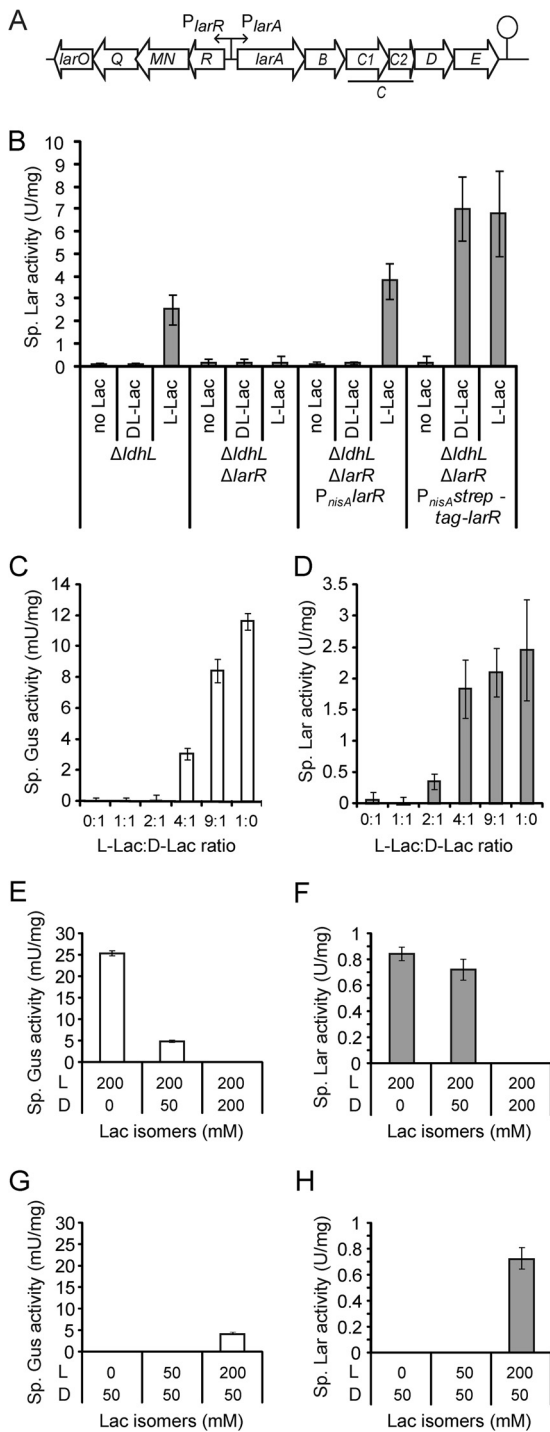 A
PlarR PlarA
larO Q MN R larA B C1 C2 D E
C
B
Sp. Lar activity (U/mg)
10
9
8
7
6
5
4
3
2
1
0
no Lac DL-Lac L-Lac no Lac DL-Lac L-Lac no Lac DL-Lac L-Lac no Lac DL-Lac L-Lac
ΔldhL ΔldhL ΔldhL ΔldhL
ΔlarR ΔlarR ΔlarR
PnisAlarR PnisAstrep -
tag-larR
C
Sp. Gus activity (mU/mg)
14
12
10
8
6
4
2
0
0:1 1:1 2:1 4:1 9:1 1:0
L-Lac:D-Lac ratio
D
Sp. Lar activity (U/mg)
3.5
3
2.5
2
1.5
1
0.5
0
0:1 1:1 2:1 4:1 9:1 1:0
L-Lac:D-Lac ratio
E
Sp. Gus activity (mU/mg)
30
25
20
15
10
5
0
L 200 200 200
D 0 50 200
Lac isomers (mM)
F
Sp. Lar activity (U/mg)
1
0.8
0.6
0.4
0.2
0
L 200 200 200
D 0 50 200
Lac isomers (mM)
G
Sp. Gus activity (mU/mg)
30
25
20
15
10
5
0
L 0 50 200
D 50 50 50
Lac isomers (mM)
H
Sp. Lar activity (U/mg)
1
0.8
0.6
0.4
0.2
0
L 0 50 200
D 50 50 50
Lac isomers (mM)